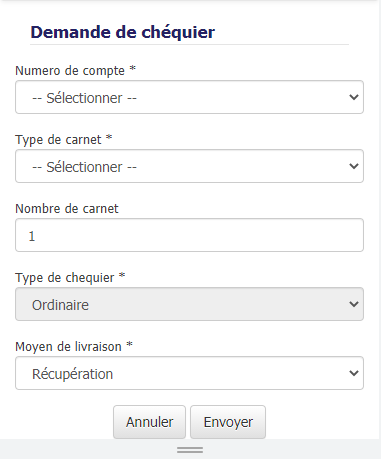 Demande de chéquier
Numero de compte *
-- Sélectionner --
Type de carnet *
-- Sélectionner --
Nombre de carnet
1
Type de chequier *
Ordinaire
Moyen de livraison *
Récupération
Annuler Envoyer